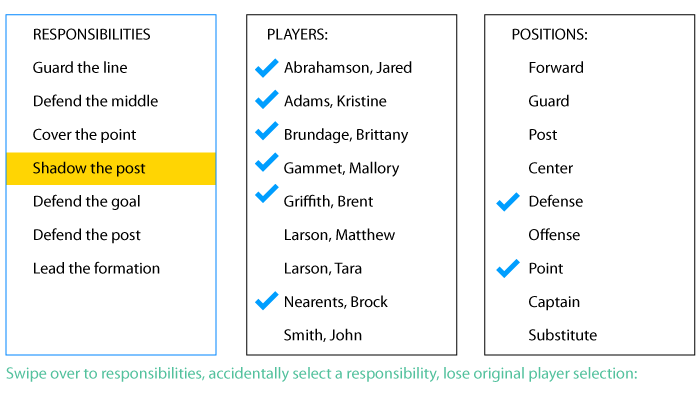 RESPONSIBILITIES
Guard the line
Defend the middle
Cover the point
Shadow the post
Defend the goal
Defend the post
Lead the formation
PLAYERS:
Abrahamson, Jared
Adams, Kristine
Brundage, Brittany
Gammet, Mallory
Griffith, Brent
Larson, Matthew
Larson, Tara
Nearents, Brock
Smith, John
POSITIONS:
Forward
Guard
Post
Center
Defense
Offense
Point
Captain
Substitute
Swipe over to responsibilities, accidentally select a responsibility, lose original player selection: